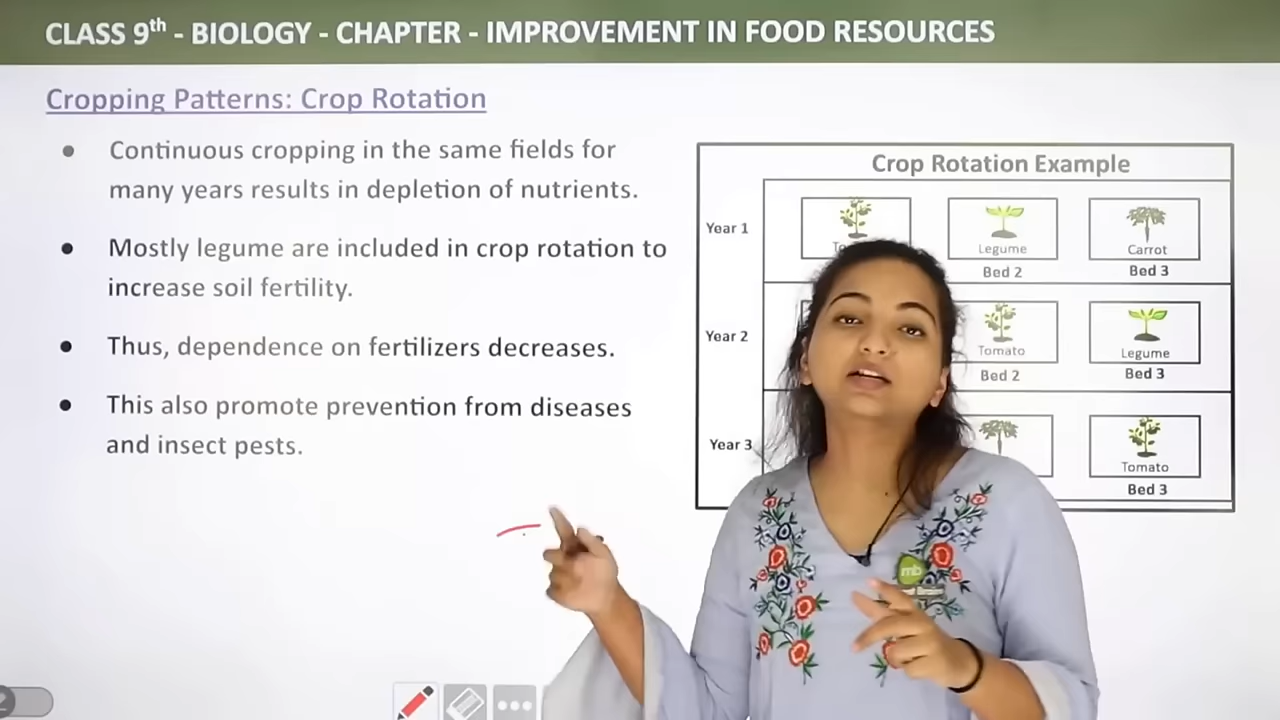 CLASS 9th - BIOLOGY - CHAPTER - IMPROVEMENT IN FOOD RESOURCES
Cropping Patterns: Crop Rotation
● Continuous cropping in the same fields for
many years results in depletion of nutrients.
● Mostly legume are included in crop rotation to
increase soil fertility.
● Thus, dependence on fertilizers decreases.
● This also promote prevention from diseases
and insect pests.
Crop Rotation Example
Year 1
Legume
Carrot
Bed 2
Bed 3
Year 2
Tomato
Legume
Bed 2
Bed 3
Year 3
Tomato
Bed 3
mb